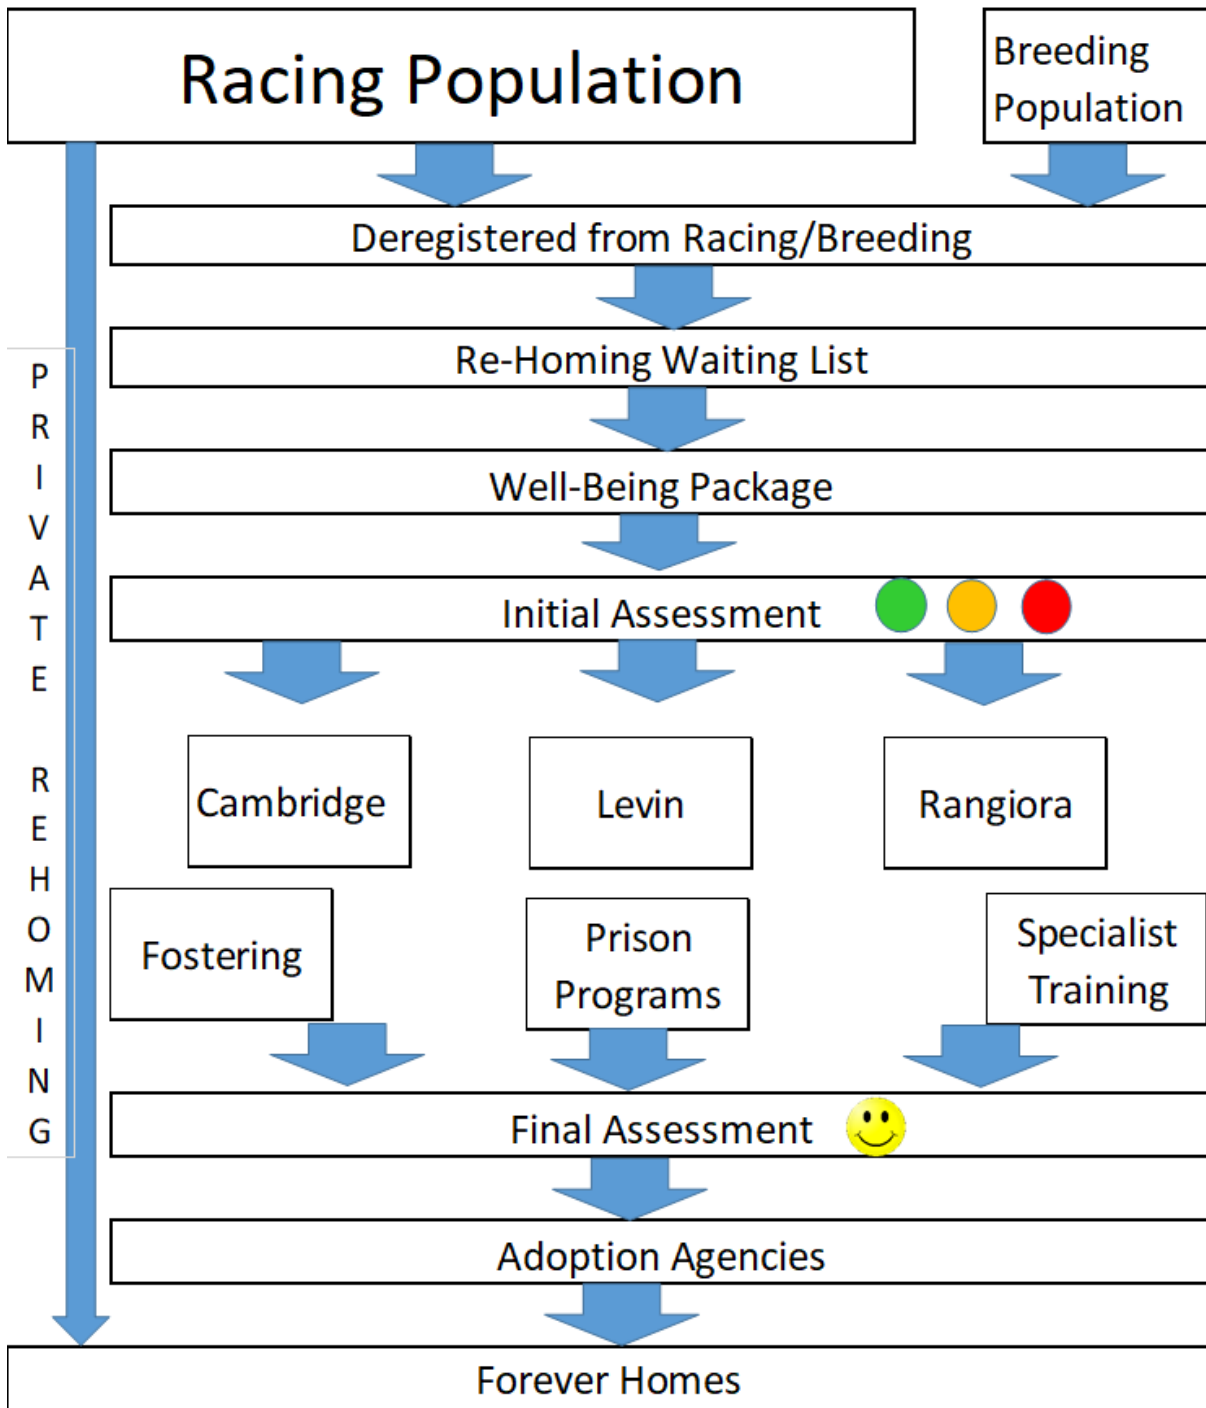 Racing Population
Breeding
Population
Deregistered from Racing/Breeding
Re-Homing Waiting List
Well-Being Package
Initial Assessment
Cambridge
Levin
Rangiora
Fostering
Prison
Programs
Specialist
Training
Final Assessment
Adoption Agencies
Forever Homes
PRIVATE REHOMING